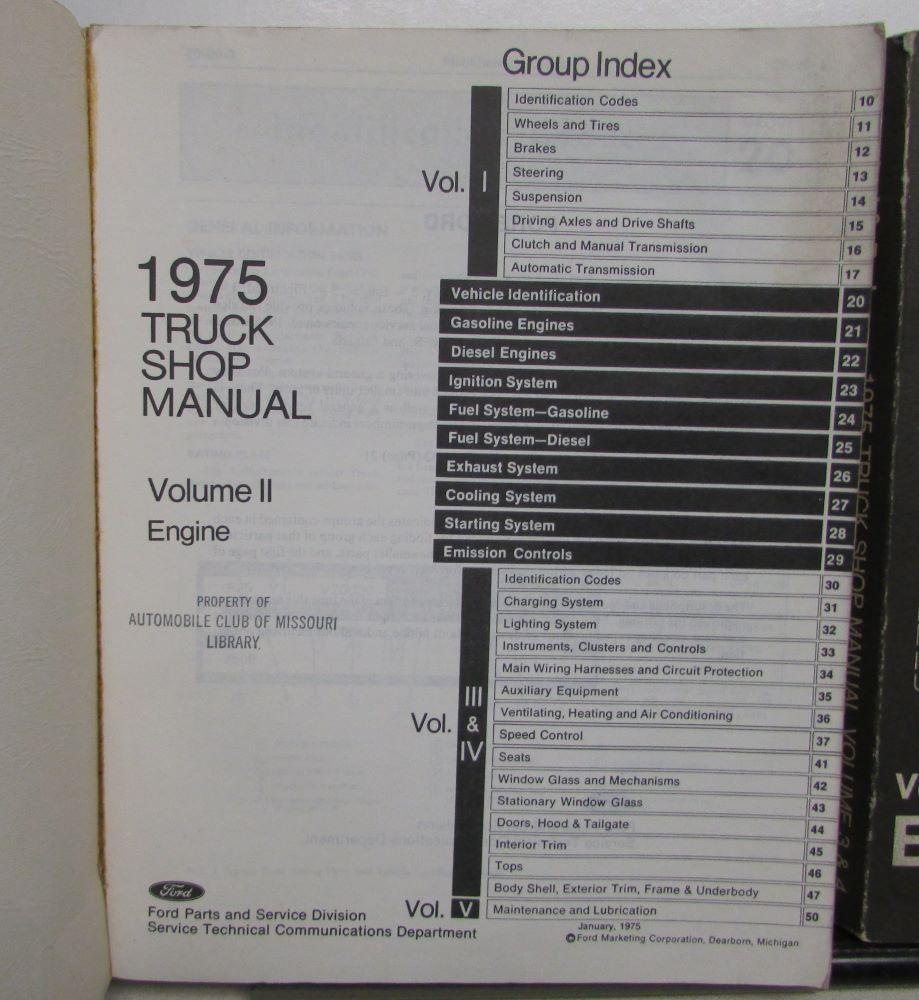 Group Index
Vol. I
Identification Codes 10
Wheels and Tires 11
Brakes 12
Steering 13
Suspension 14
Driving Axles and Drive Shafts 15
Clutch and Manual Transmission 16
Automatic Transmission 17
1975
TRUCK
SHOP
MANUAL
Volume II
Engine
Vehicle Identification 20
Gasoline Engines 21
Diesel Engines 22
Ignition System 23
Fuel System—Gasoline 24
Fuel System—Diesel 25
Exhaust System 26
Cooling System 27
Starting System 28
Emission Controls 29
PROPERTY OF
AUTOMOBILE CLUB OF MISSOURI
LIBRARY.
Vol. III & IV
Identification Codes 30
Charging System 31
Lighting System 32
Instruments, Clusters and Controls 33
Main Wiring Harnesses and Circuit Protection 34
Auxiliary Equipment 35
Ventilating, Heating and Air Conditioning 36
Speed Control 37
Seats 41
Window Glass and Mechanisms 42
Stationary Window Glass 43
Doors, Hood & Tailgate 44
Interior Trim 45
Tops 46
Body Shell, Exterior Trim, Frame & Underbody 47
Vol. V
Maintenance and Lubrication 50
Ford
Ford Parts and Service Division
Service Technical Communications Department
January, 1975
©Ford Marketing Corporation, Dearborn, Michigan
1975 TRUCK SHOP MANUAL VOLUME 3 & 4